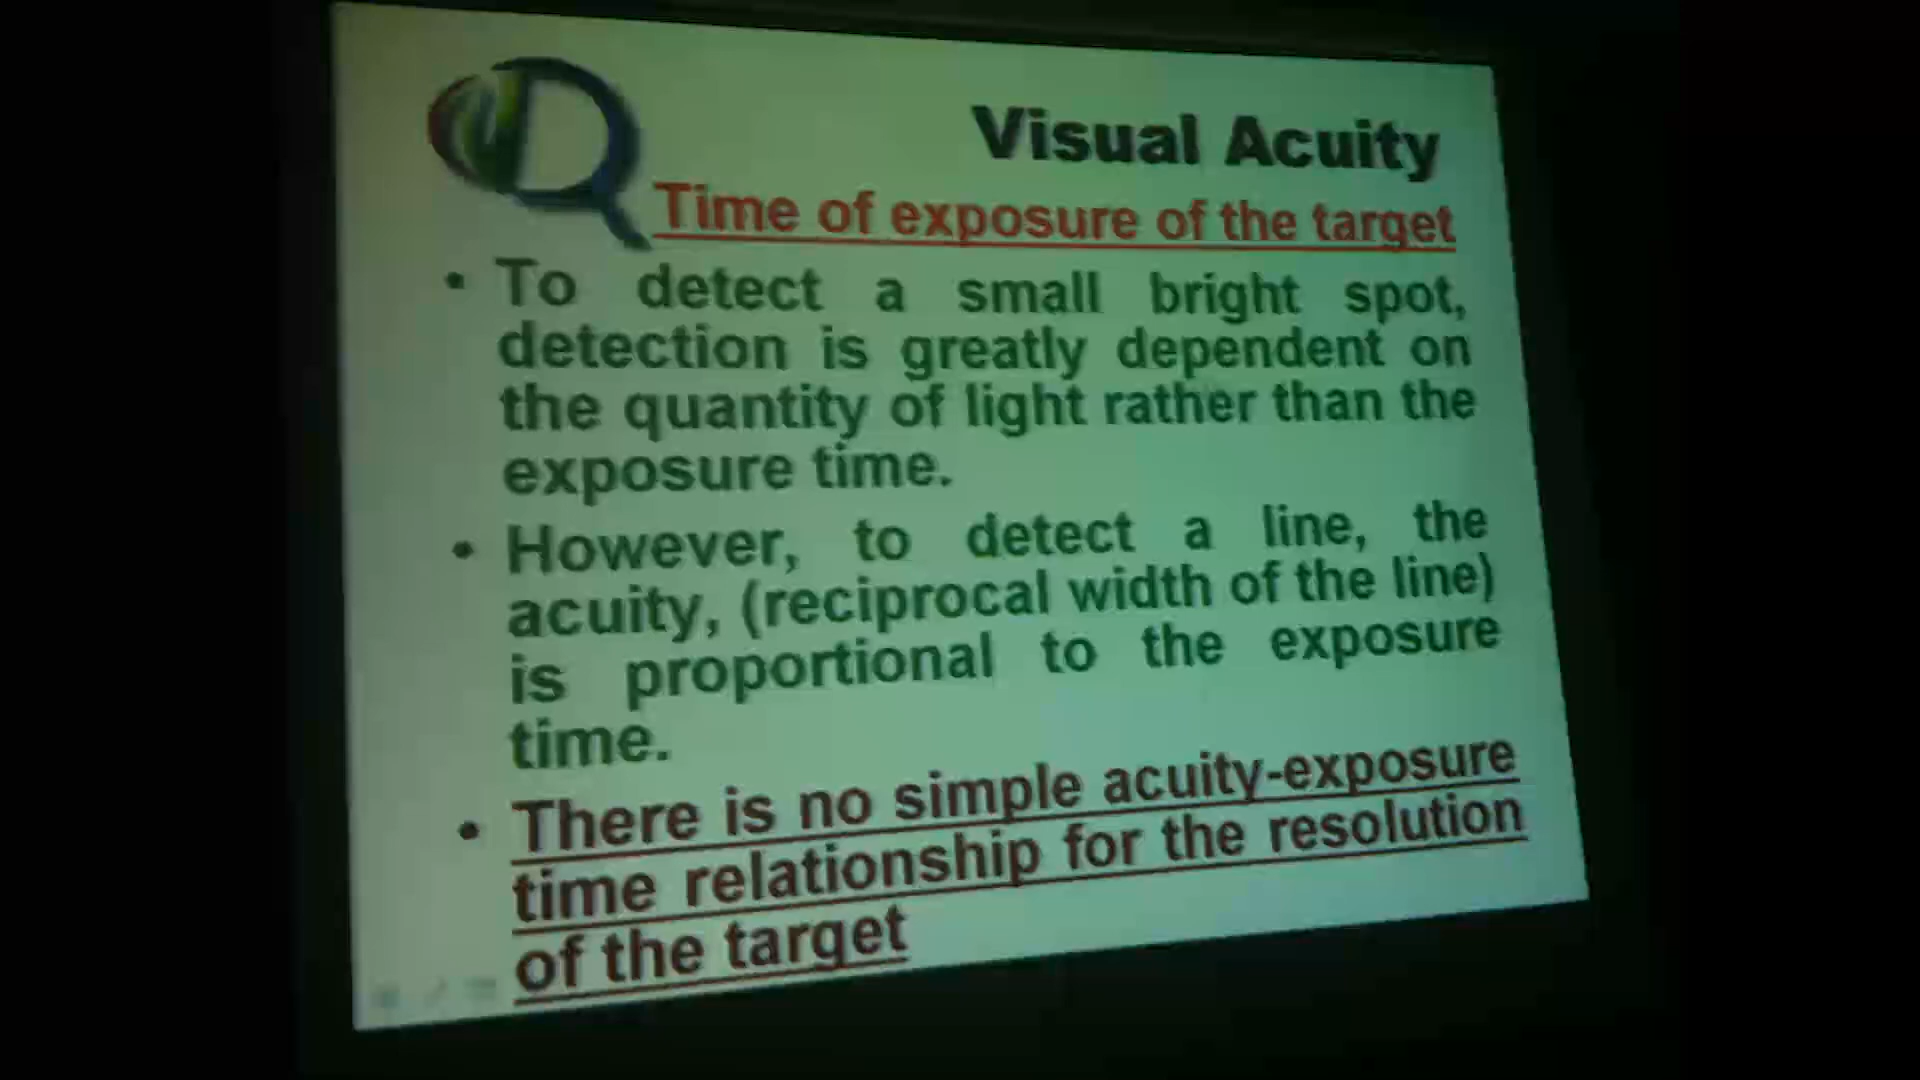 Visual Acuity
Time of exposure of the target
• To detect a small bright spot,
detection is greatly dependent on
the quantity of light rather than the
exposure time.
• However, to detect a line, the
acuity, (reciprocal width of the line)
is proportional to the exposure
time.
• There is no simple acuity-exposure
time relationship for the resolution
of the target